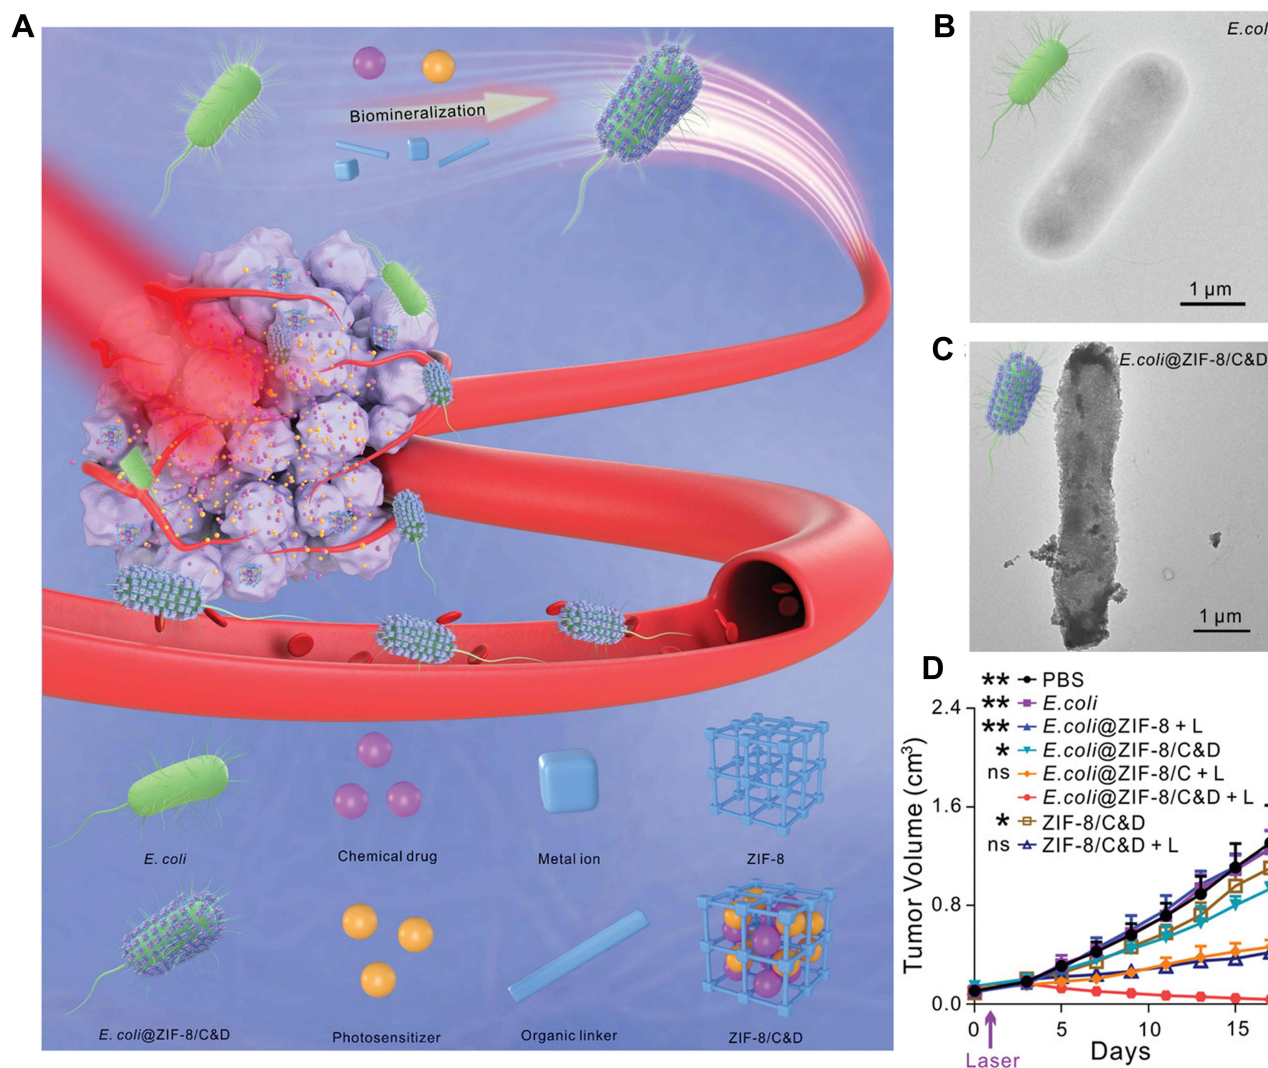 A
Biomineralization
E. coli
Chemical drug
Metal ion
ZIF-8
E. coli@ZIF-8/C&D
Photosensitizer
Organic linker
ZIF-8/C&D
B
E.col
1 μm
C
E.coli@ZIF-8/C&D
1 μm
D
** PBS
** E.coli
** E.coli@ZIF-8 + L
* E.coli@ZIF-8/C&D
ns E.coli@ZIF-8/C + L
E.coli@ZIF-8/C&D + L
* ZIF-8/C&D
ns ZIF-8/C&D + L
Tumor Volume (cm³)
2.4
1.6
0.8
0.0
0 5 10 15
Laser
Days